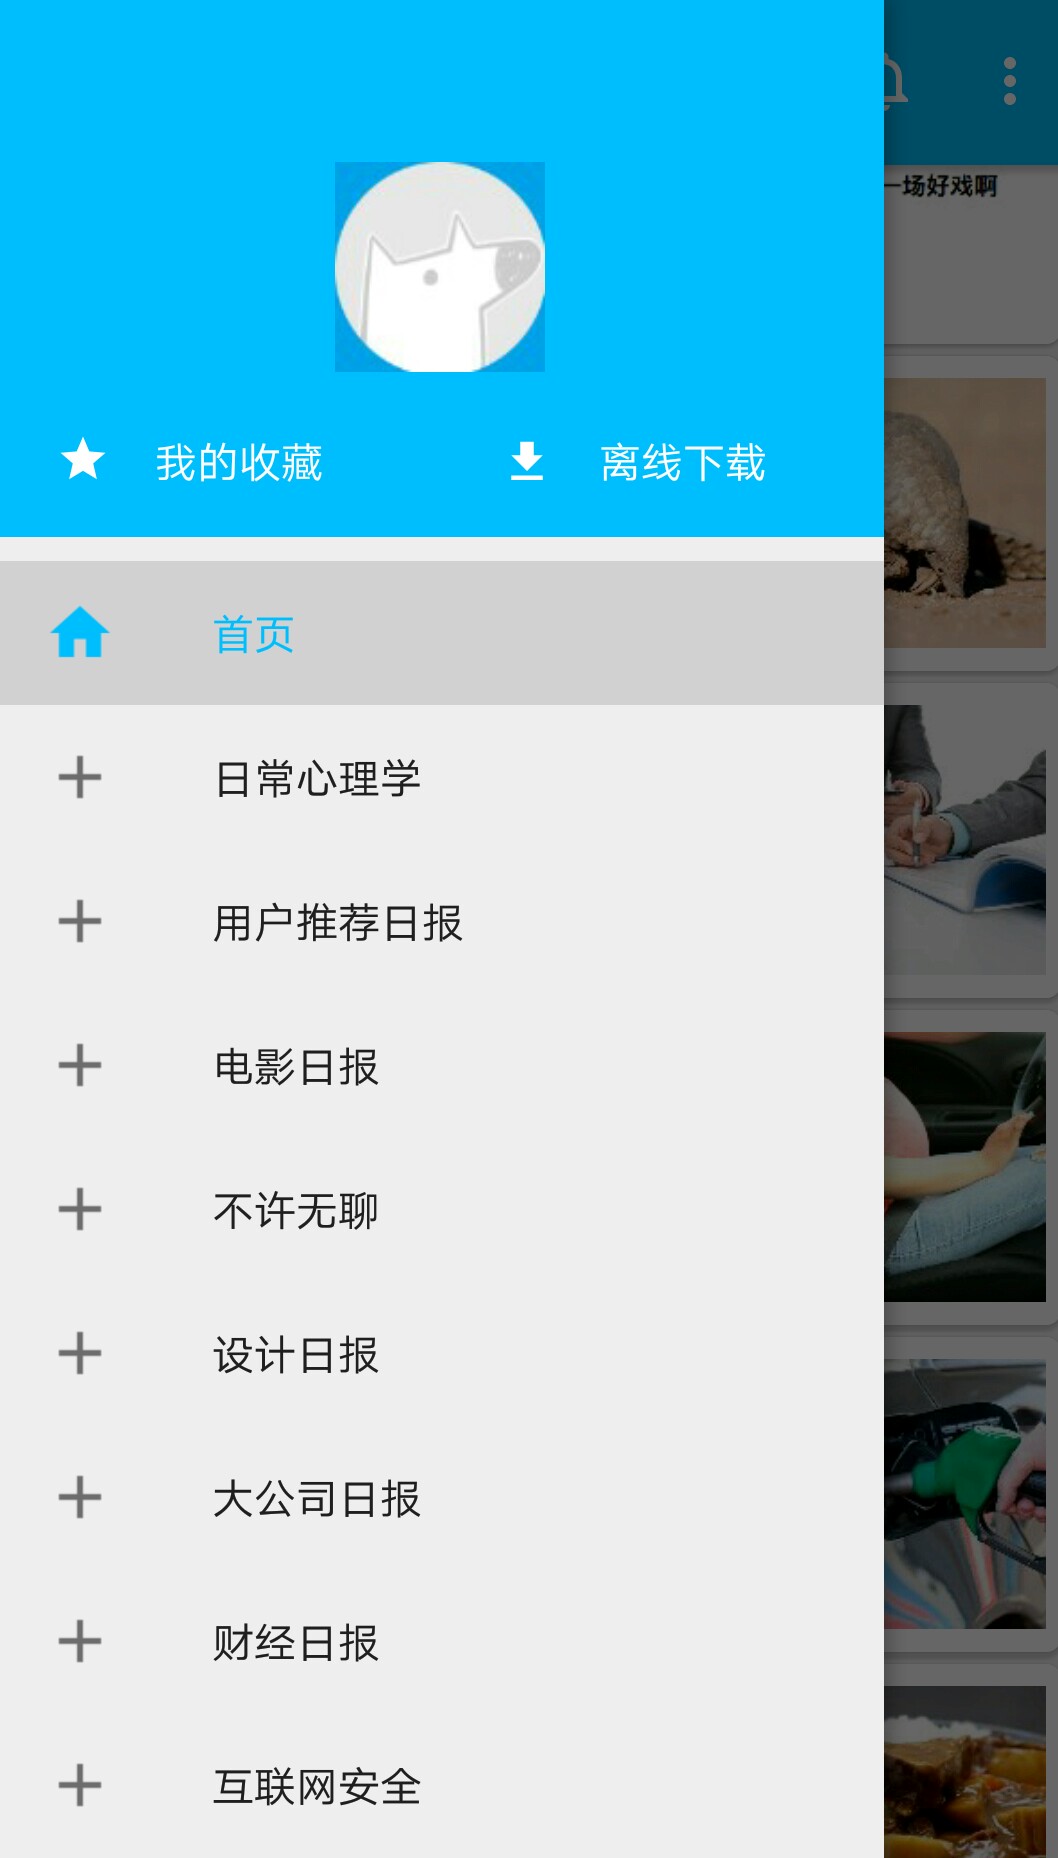 一场好戏啊
我的收藏
离线下载
首页
日常心理学
用户推荐日报
电影日报
不许无聊
设计日报
大公司日报
财经日报
互联网安全